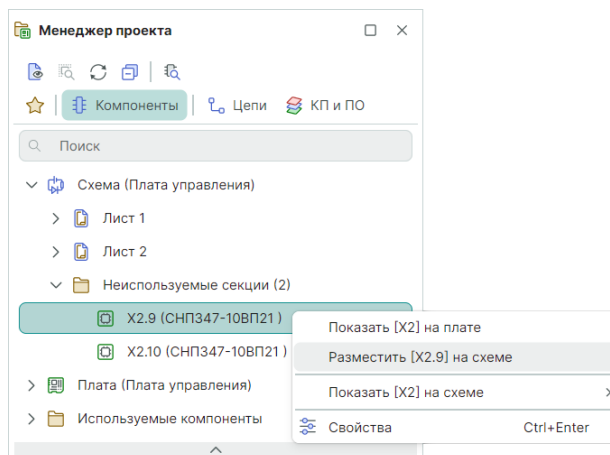 Менеджер проекта
Компоненты Цепи КП и ПО
Поиск
Схема (Плата управления)
Лист 1
Лист 2
Неиспользуемые секции (2)
X2.9 (СНП347-10ВП21 )
X2.10 (СНП347-10ВП21 )
Плата (Плата управления)
Используемые компоненты
Показать [X2] на плате
Разместить [X2.9] на схеме
Показать [X2] на схеме
Свойства Ctrl+Enter